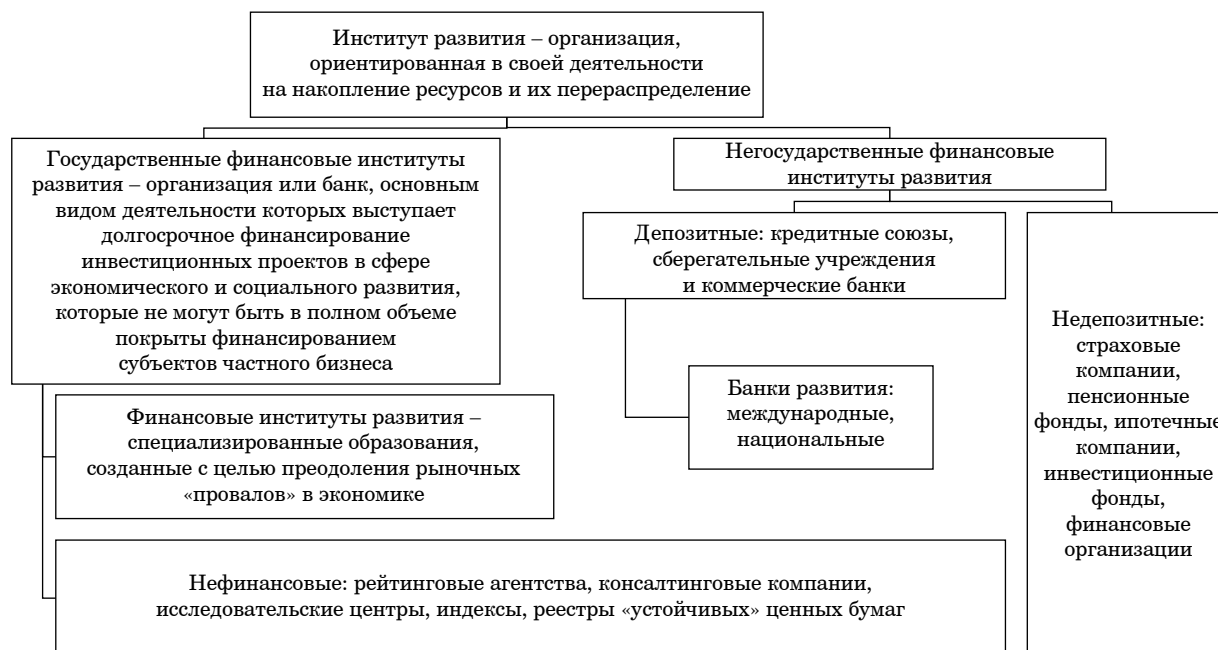 Институт развития – организация,
ориентированная в своей деятельности
на накопление ресурсов и их перераспределение
Государственные финансовые институты
развития – организация или банк, основным
видом деятельности которых выступает
долгосрочное финансирование
инвестиционных проектов в сфере
экономического и социального развития,
которые не могут быть в полном объеме
покрыты финансированием
субъектов частного бизнеса
Негосударственные финансовые
институты развития
Депозитные: кредитные союзы,
сберегательные учреждения
и коммерческие банки
Недепозитные:
страховые
компании,
пенсионные
фонды, ипотечные
компании,
инвестиционные
фонды,
финансовые
организации
Банки развития:
международные,
национальные
Финансовые институты развития –
специализированные образования,
созданные с целью преодоления рыночных
«провалов» в экономике
Нефинансовые: рейтинговые агентства, консалтинговые компании,
исследовательские центры, индексы, реестры «устойчивых» ценных бумаг